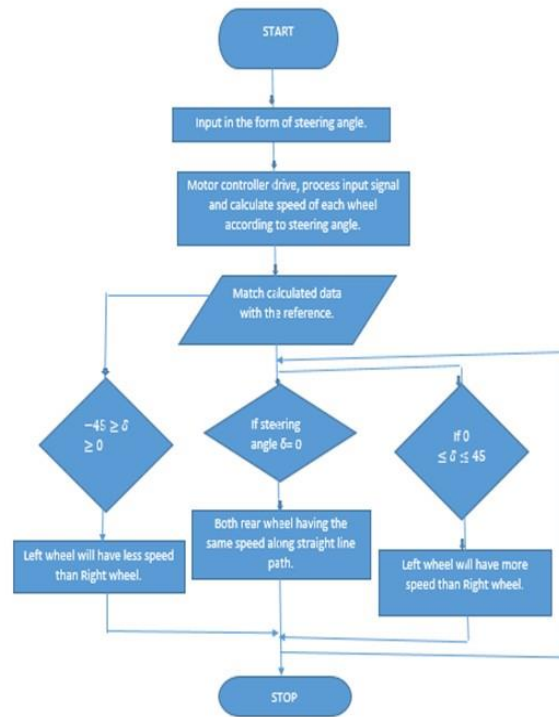 START
Input in the form of steering angle.
Motor controller drive, process input signal
and calculate speed of each wheel
according to steering angle.
Match calculated data
with the reference.
−45 ≥ δ
≥ 0
If steering
angle δ= 0
If 0
≤ δ ≤ 45
Left wheel will have less speed
than Right wheel.
Both rear wheel having the
same speed along straight line
path.
Left wheel will have more
speed than Right wheel.
STOP